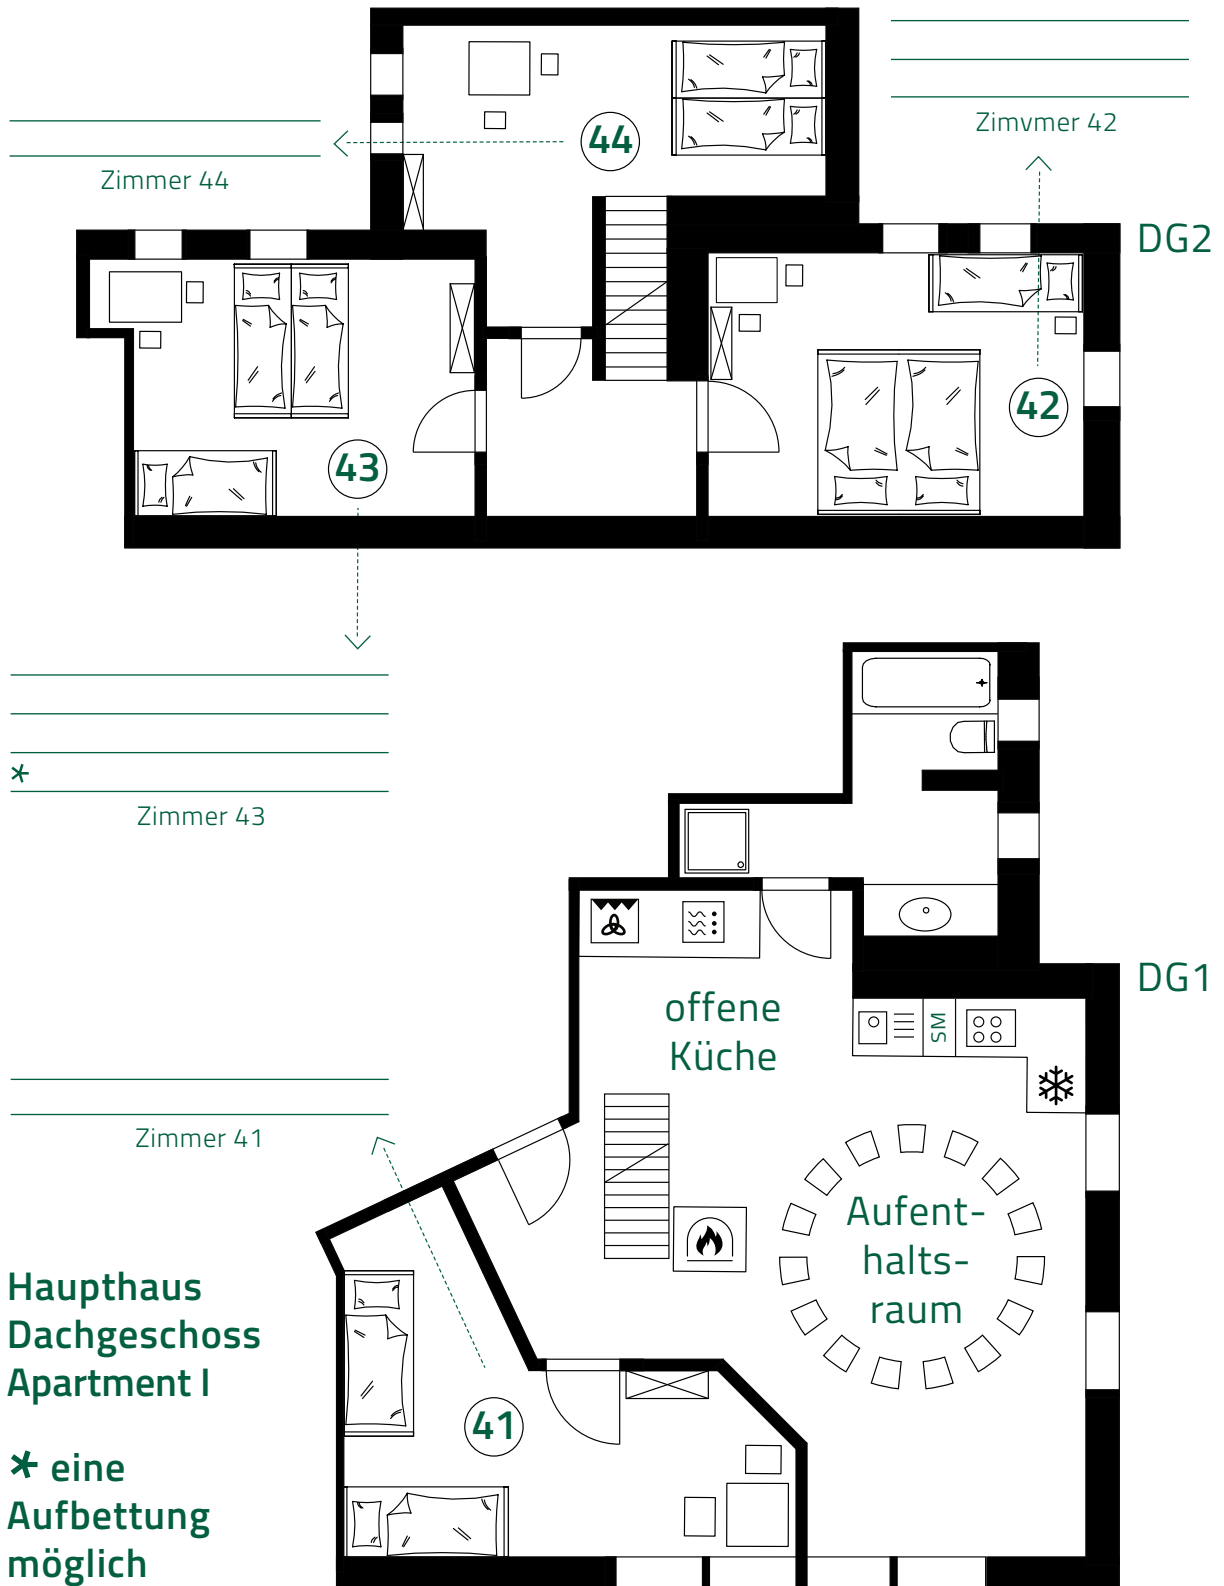 Zimvmer 42
44
Zimmer 44
DG2
42
43
Zimmer 43
*
DG1
offene
Küche
SM
Zimmer 41
Aufent-
halts-
raum
Haupthaus
Dachgeschoss
Apartment I
41
* eine
Aufbettung
möglich